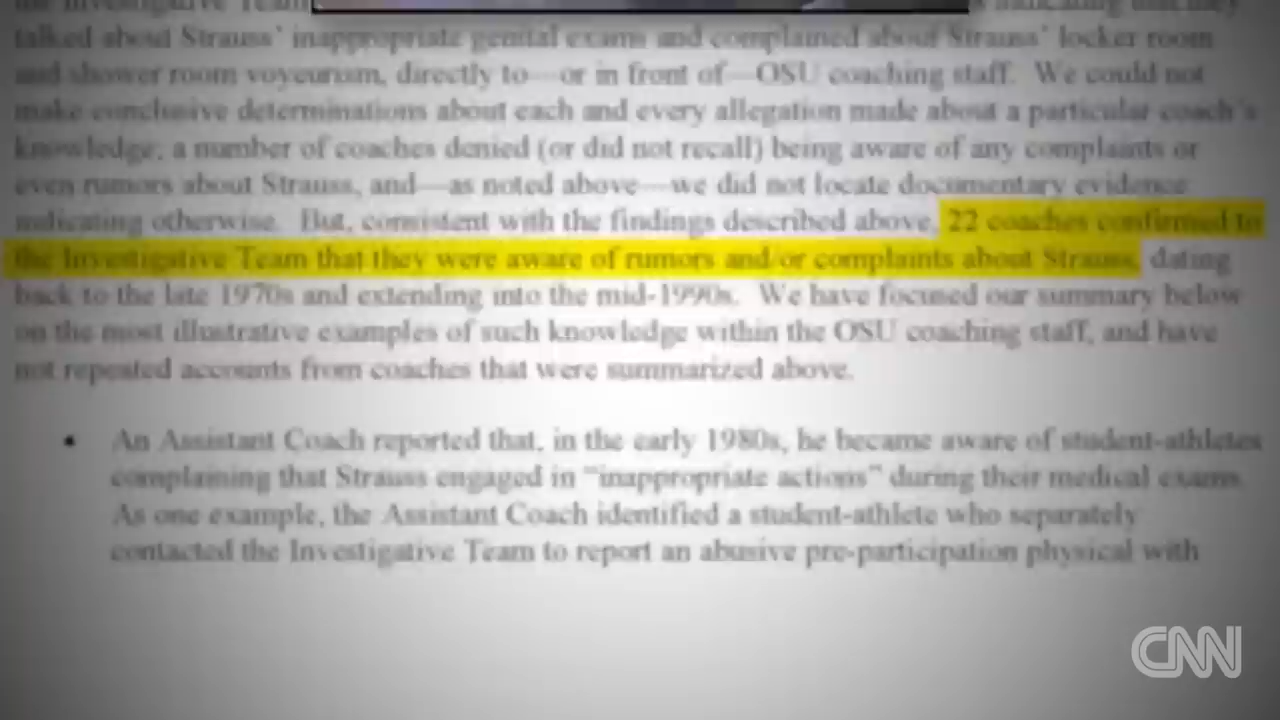 talked about Strauss' inappropriate genital exams and complained about Strauss' locker room
and shower room voyeurism, directly to—or in front of—OSU coaching staff. We could not
make conclusive determinations about each and every allegation made about a particular coach's
knowledge; a number of coaches denied (or did not recall) being aware of any complaints or
even rumors about Strauss, and—as noted above—we did not locate documentary evidence
indicating otherwise. But, consistent with the findings described above, 22 coaches confirmed to
the Investigative Team that they were aware of rumors and/or complaints about Strauss, dating
back to the late 1970s and extending into the mid-1990s. We have focused our summary below
on the most illustrative examples of such knowledge within the OSU coaching staff, and have
not repeated accounts from coaches that were summarized above.
• An Assistant Coach reported that, in the early 1980s, he became aware of student-athletes
complaining that Strauss engaged in "inappropriate actions" during their medical exams.
As one example, the Assistant Coach identified a student-athlete who separately
contacted the Investigative Team to report an abusive pre-participation physical with
CNN